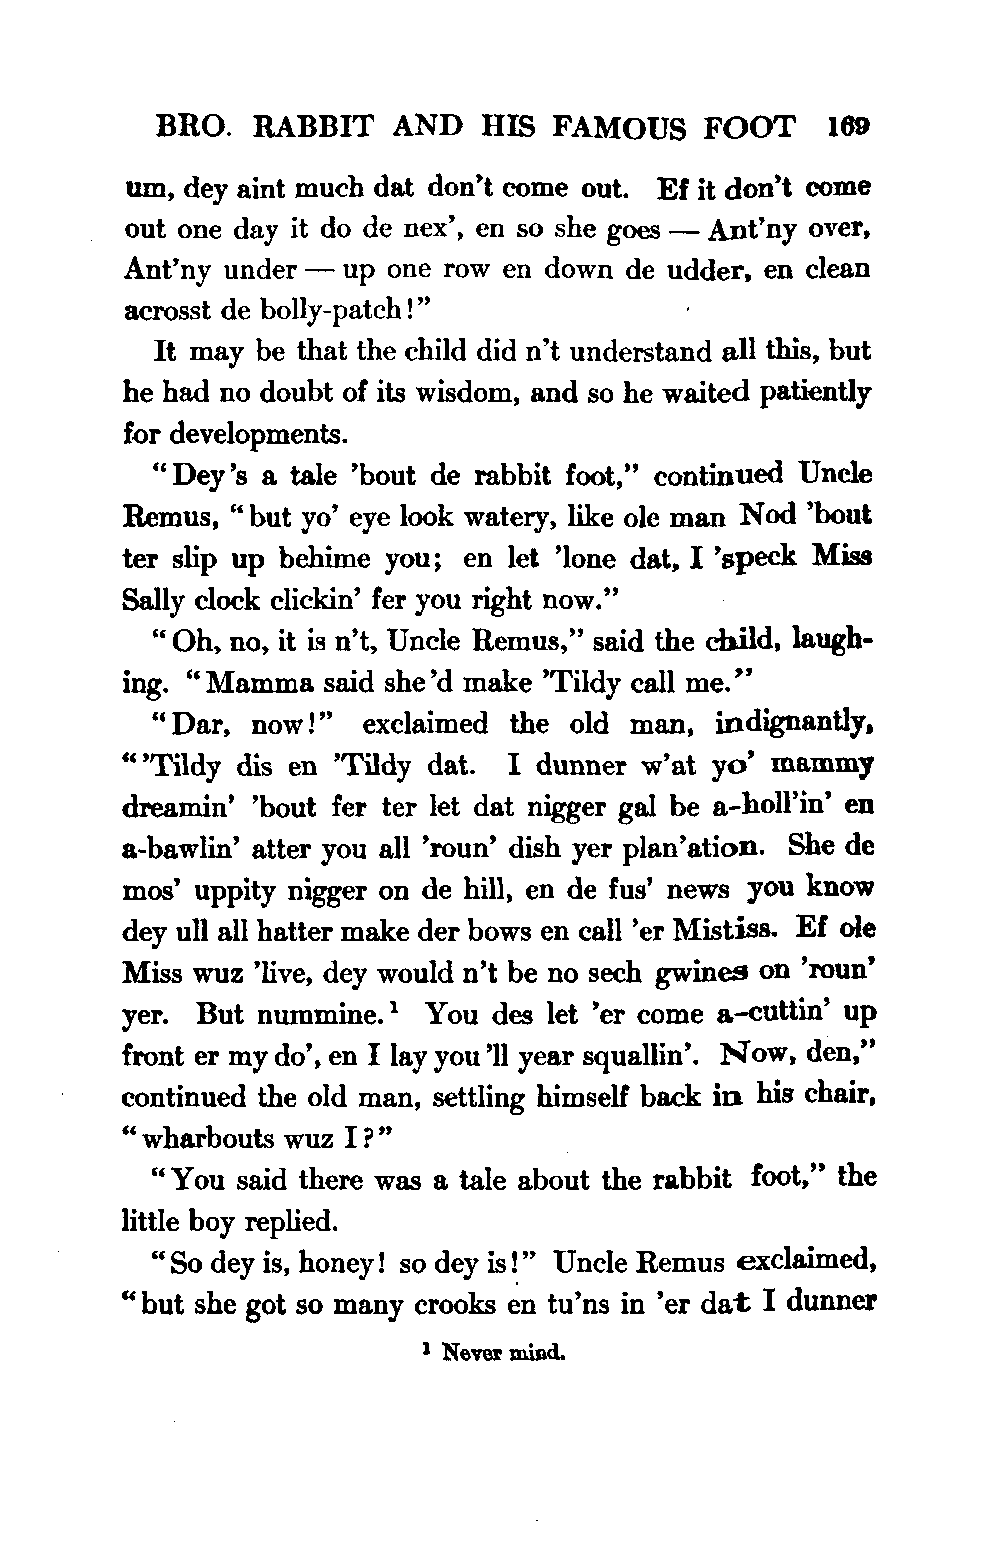 BRO. RABBIT AND HIS FAMOUS FOOT 169
um, dey aint much dat don't come out. Ef it don't come
out one day it do de nex', en so she goes — Ant'ny over,
Ant'ny under — up one row en down de udder, en clean
acrosst de bolly-patch!"
It may be that the child did n't understand all this, but
he had no doubt of its wisdom, and so he waited patiently
for developments.
"Dey's a tale 'bout de rabbit foot," continued Uncle
Remus, "but yo' eye look watery, like ole man Nod 'bout
ter slip up behime you; en let 'lone dat, I 'speck Miss
Sally clock clickin' fer you right now."
"Oh, no, it is n't, Uncle Remus," said the child, laugh-
ing. "Mamma said she'd make 'Tildy call me."
"Dar, now!" exclaimed the old man, indignantly,
"'Tildy dis en 'Tildy dat. I dunner w'at yo' mammy
dreamin' 'bout fer ter let dat nigger gal be a-holl'in' en
a-bawlin' atter you all 'roun' dish yer plan'ation. She de
mos' uppity nigger on de hill, en de fus' news you know
dey ull all hatter make der bows en call 'er Mistiss. Ef ole
Miss wuz 'live, dey would n't be no sech gwines on 'roun'
yer. But nummine.¹ You des let 'er come a-cuttin' up
front er my do', en I lay you 'll year squallin'. Now, den,"
continued the old man, settling himself back in his chair,
"wharbouts wuz I?"
"You said there was a tale about the rabbit foot," the
little boy replied.
"So dey is, honey! so dey is!" Uncle Remus exclaimed,
"but she got so many crooks en tu'ns in 'er dat I dunner
¹ Never mind.